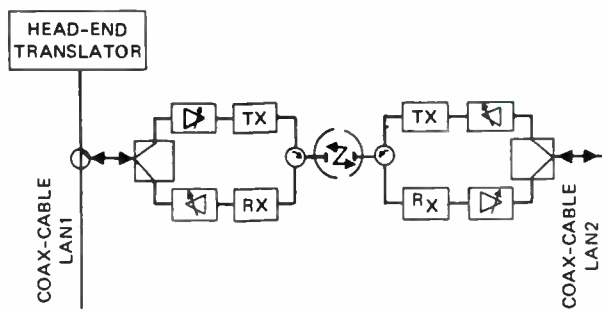 HEAD-END
TRANSLATOR
TX
TX
RX
RX
COAX-CABLE
LAN1
COAX-CABLE
LAN2